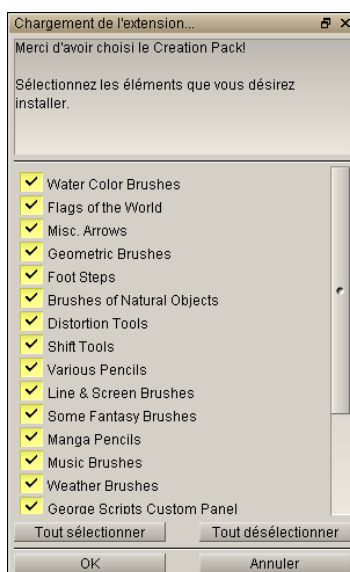 Chargement de l'extension...
Merci d'avoir choisi le Creation Pack!
Sélectionnez les éléments que vous désirez
installer.
Water Color Brushes
Flags of the World
Misc. Arrows
Geometric Brushes
Foot Steps
Brushes of Natural Objects
Distortion Tools
Shift Tools
Various Pencils
Line & Screen Brushes
Some Fantasy Brushes
Manga Pencils
Music Brushes
Weather Brushes
George Scripts Custom Panel
Tout sélectionner Tout désélectionner
OK Annuler